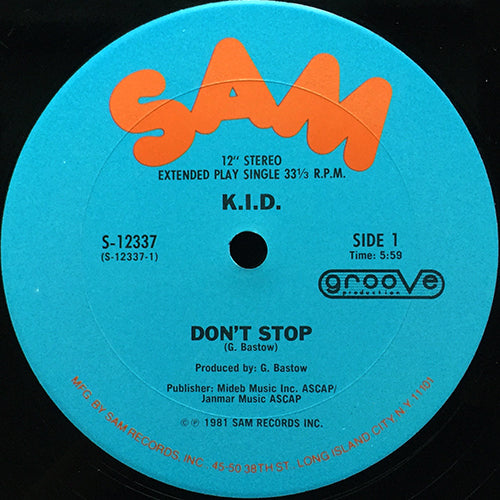 SAM
12" STEREO
EXTENDED PLAY SINGLE 33⅓ R.P.M.
K.I.D.
S-12337
(S-12337-1)
SIDE 1
Time: 5:59
groove
production
DON'T STOP
(G. Bastow)
Produced by: G. Bastow
Publisher: Mideb Music Inc. ASCAP/
Janmar Music ASCAP
© ℗ 1981 SAM RECORDS INC.
MFG. BY SAM RECORDS, INC. 45-50 38TH ST. LONG ISLAND CITY/N.Y. 11101